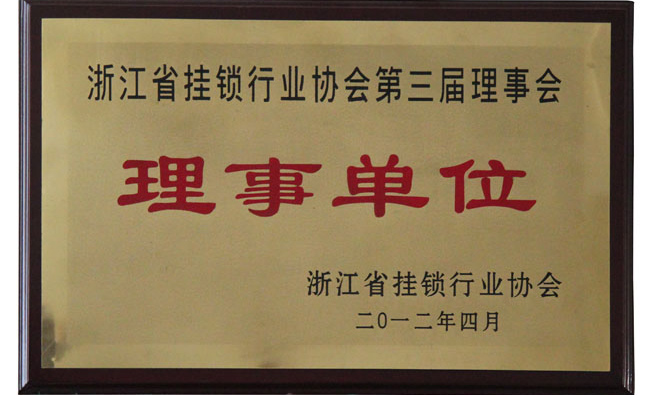 浙江省挂锁行业协会第三届理事会
理事单位
浙江省挂锁行业协会
二〇一二年四月